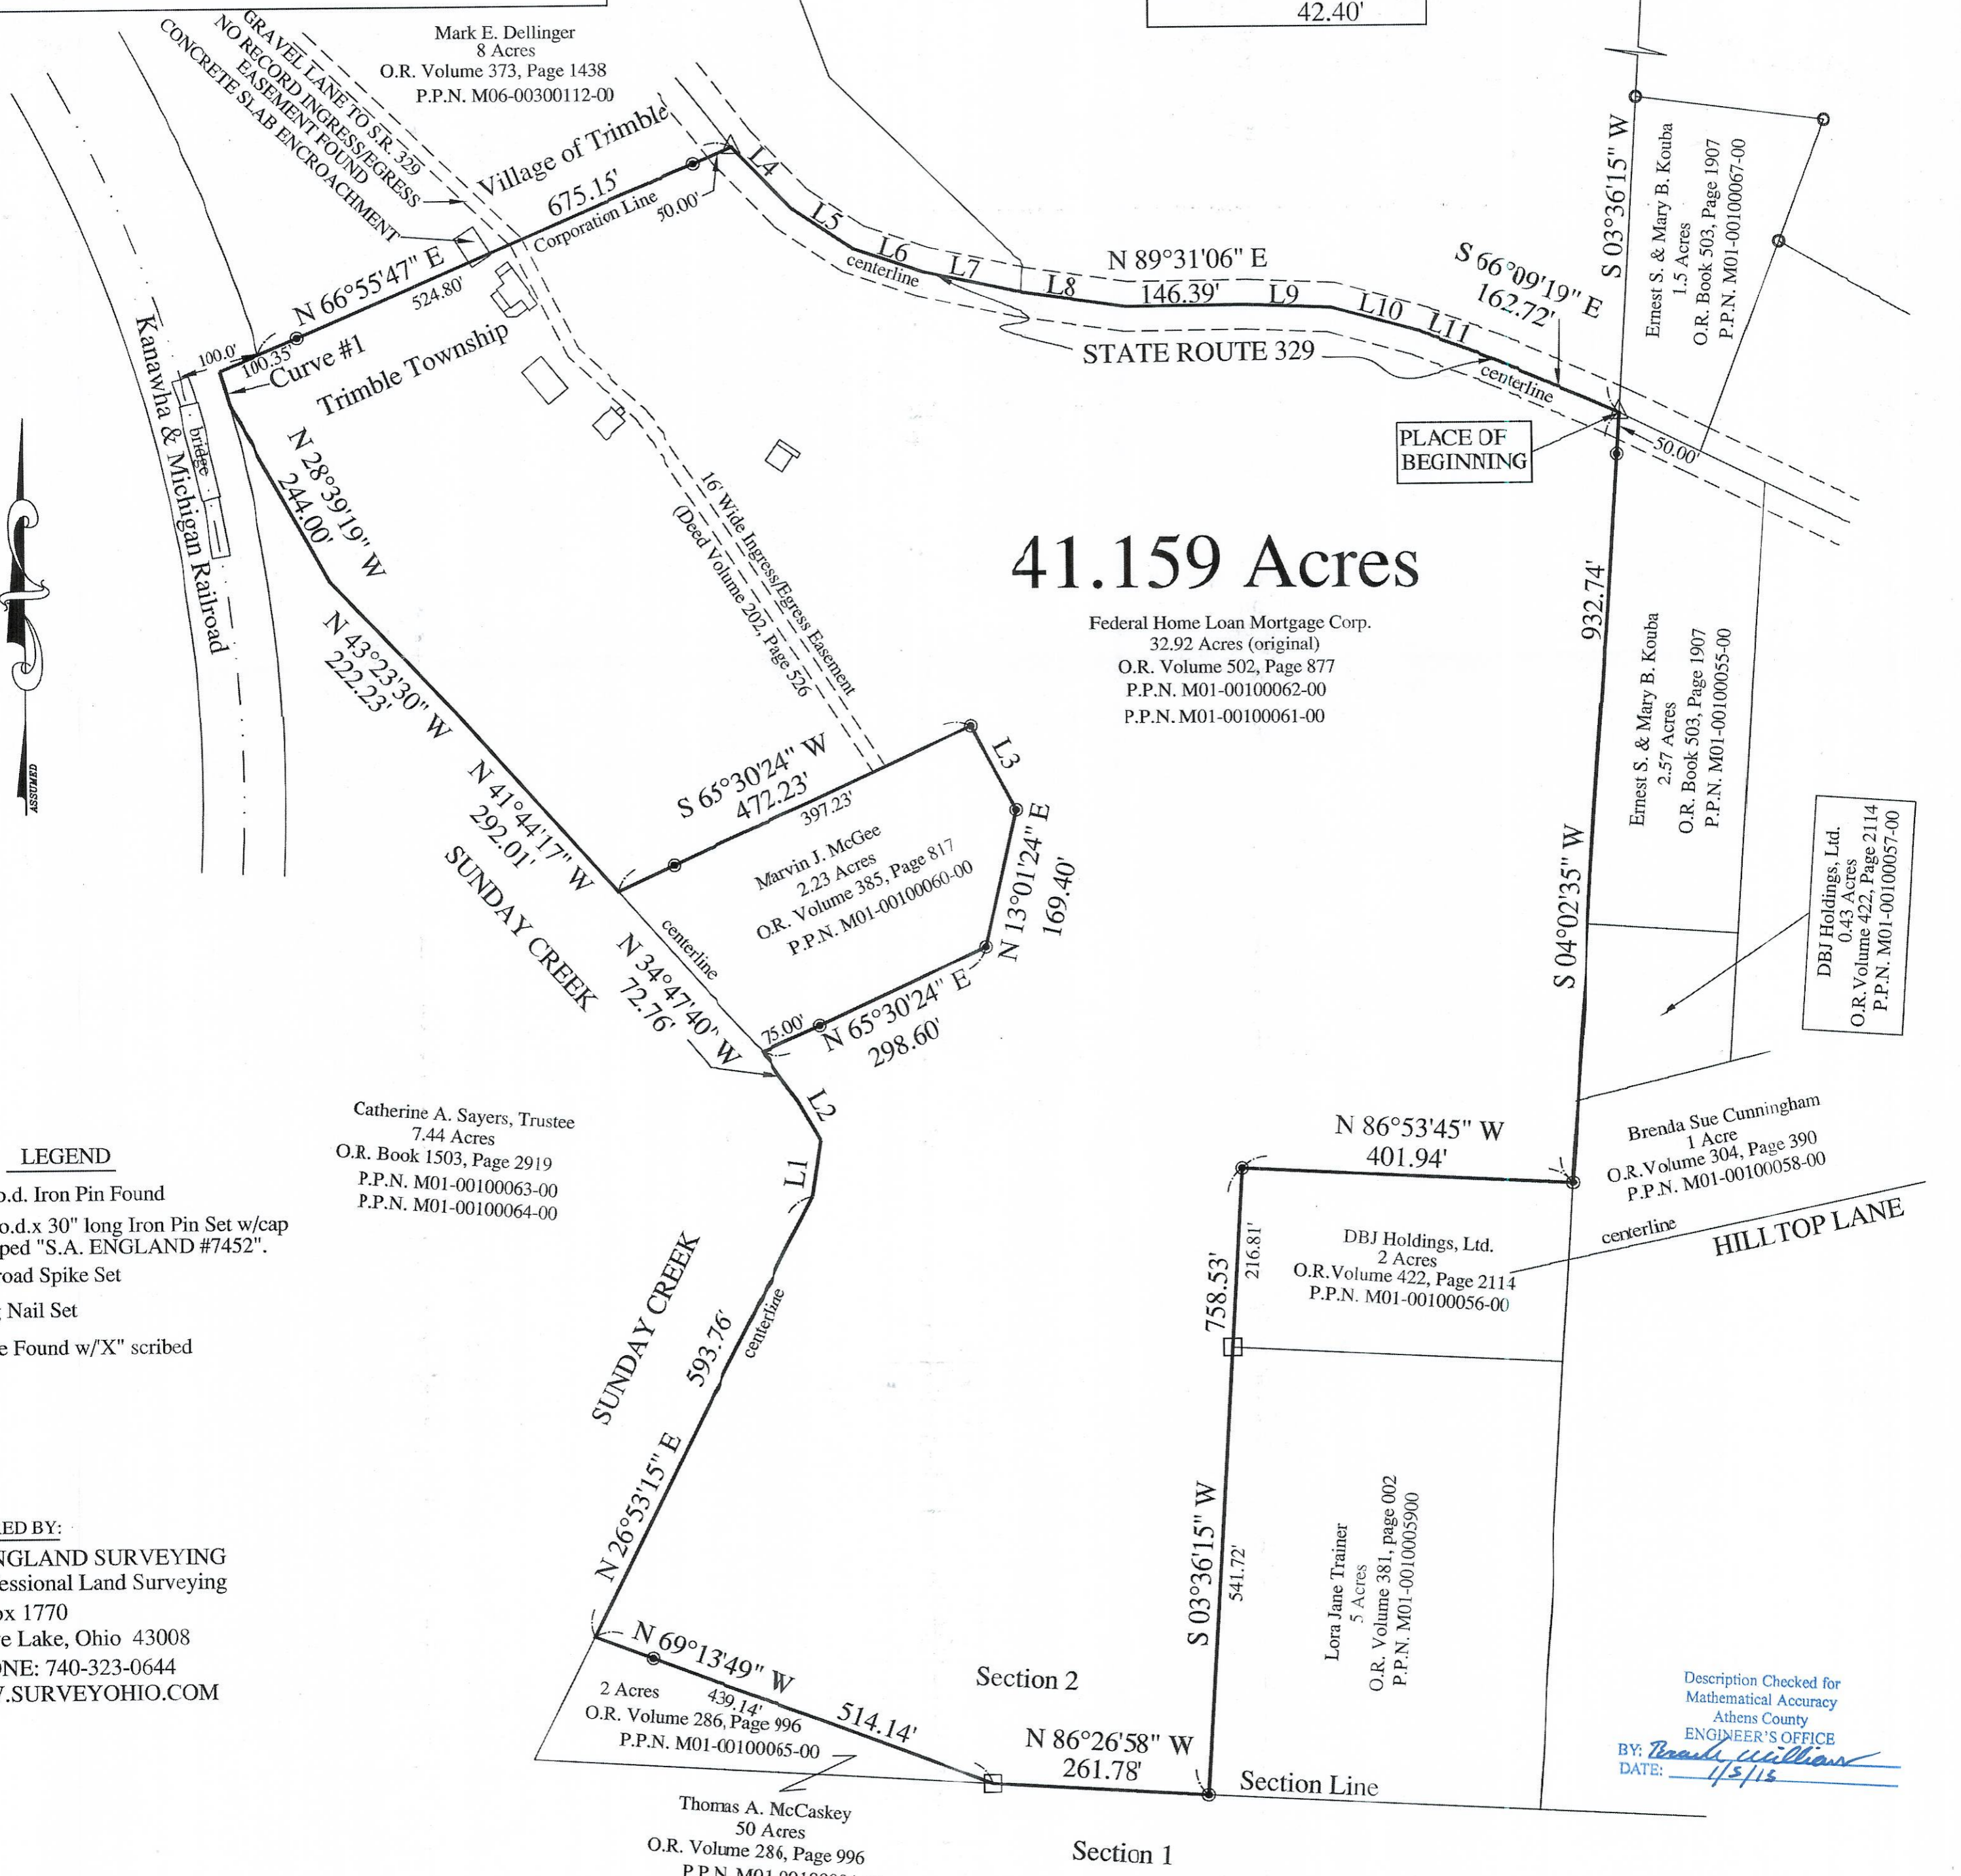 42.40'
Mark E. Dellinger
8 Acres
O.R. Volume 373, Page 1438
P.P.N. M06-00300112-00
GRAVEL LANE TO S.R. 329
NO RECORD INGRESS/EGRESS
EASEMENT FOUND
CONCRETE SLAB ENCROACHMENT
Village of Trimble
675.15'
Corporation Line
50.00'
N 66°55'47" E
524.80'
100.0'
100.35'
Curve #1
Trimble Township
Kanawha & Michigan Railroad
bridge
L4
L5
L6
L7
centerline
L8
N 89°31'06" E
146.39'
L9
L10
L11
S 66°09'19" E
162.72'
STATE ROUTE 329
centerline
S 03°36'15" W
Ernest S. & Mary B. Kouba
1.5 Acres
O.R. Book 503, Page 1907
P.P.N. M01-00100067-00
PLACE OF
BEGINNING
50.00'
N 28°39'19" W
244.00'
16' Wide Ingress/Egress Easement
(Deed Volume 202, Page 526
41.159 Acres
Federal Home Loan Mortgage Corp.
32.92 Acres (original)
O.R. Volume 502, Page 877
P.P.N. M01-00100062-00
P.P.N. M01-00100061-00
932.74'
S 04°02'35" W
Ernest S. & Mary B. Kouba
2.57 Acres
O.R. Book 503, Page 1907
P.P.N. M01-00100055-00
ASSUMED
N 43°23'30" W
222.23'
N 41°44'17" W
292.01'
SUNDAY CREEK
S 65°30'24" W
472.23'
397.23'
L3
Marvin J. McGee
2.23 Acres
O.R. Volume 385, Page 817
P.P.N. M01-00100060-00
N 13°01'24" E
169.40'
centerline
N 34°47'40" W
72.76'
75.00'
N 65°30'24" E
298.60'
L2
L1
DBJ Holdings, Ltd.
0.43 Acres
O.R.Volume 422, Page 2114
P.P.N. M01-00100057-00
Catherine A. Sayers, Trustee
7.44 Acres
O.R. Book 1503, Page 2919
P.P.N. M01-00100063-00
P.P.N. M01-00100064-00
N 86°53'45" W
401.94'
Brenda Sue Cunningham
1 Acre
O.R.Volume 304, Page 390
P.P.N. M01-00100058-00
centerline
HILLTOP LANE
LEGEND
o.d. Iron Pin Found
o.d.x 30" long Iron Pin Set w/cap
ped "S.A. ENGLAND #7452".
road Spike Set
Nail Set
e Found w/"X" scribed
DBJ Holdings, Ltd.
2 Acres
O.R.Volume 422, Page 2114
P.P.N. M01-00100056-00
216.81'
758.53'
SUNDAY CREEK
593.76'
centerline
N 26°53'15" E
S 03°36'15" W
541.72'
Lora Jane Trainer
5 Acres
O.R. Volume 381, page 002
P.P.N. M01-0010005900
ED BY:
NGLAND SURVEYING
essional Land Surveying
ox 1770
e Lake, Ohio 43008
ONE: 740-323-0644
.SURVEYOHIO.COM
N 69°13'49" W
439.14'
514.14'
2 Acres
O.R. Volume 286, Page 996
P.P.N. M01-00100065-00
Section 2
N 86°26'58" W
261.78'
Section Line
Section 1
Thomas A. McCaskey
50 Acres
O.R. Volume 286, Page 996
Description Checked for
Mathematical Accuracy
Athens County
ENGINEER'S OFFICE
BY:
DATE: 1/5/15